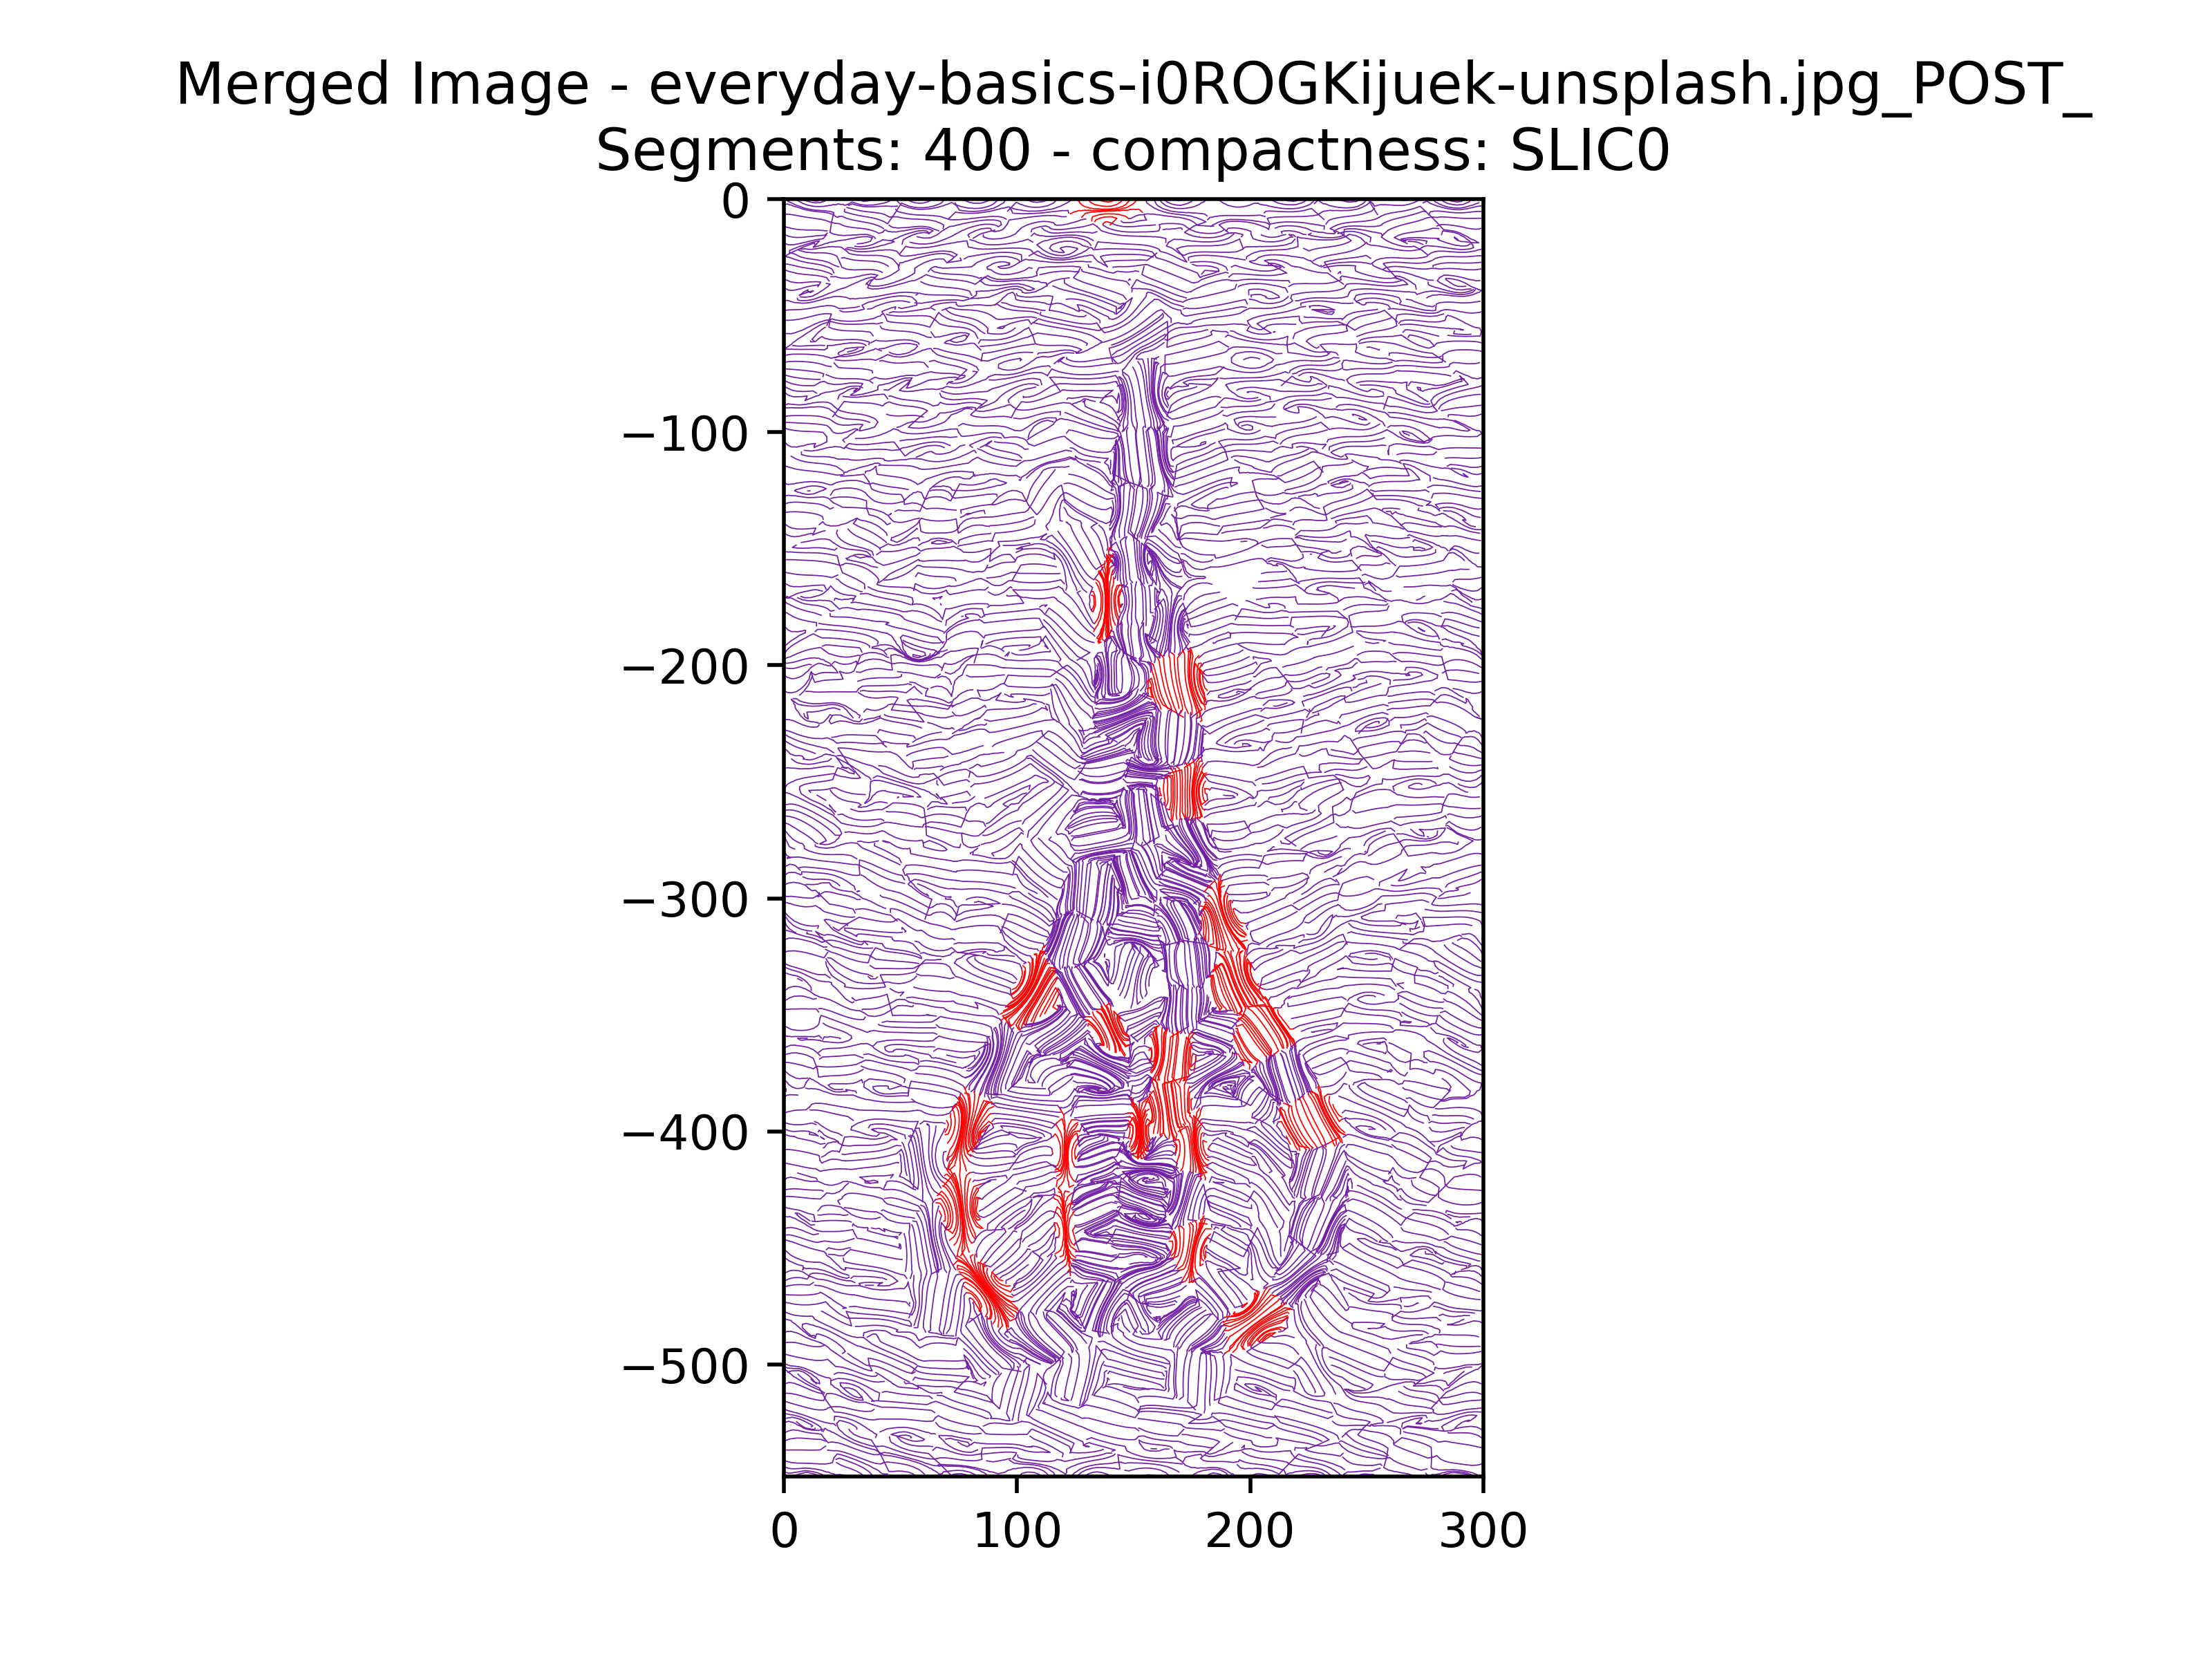 Merged Image - everyday-basics-i0ROGKijuek-unsplash.jpg_POST_
Segments: 400 - compactness: SLIC0
0
−100
−200
−300
−400
−500
0 100 200 300